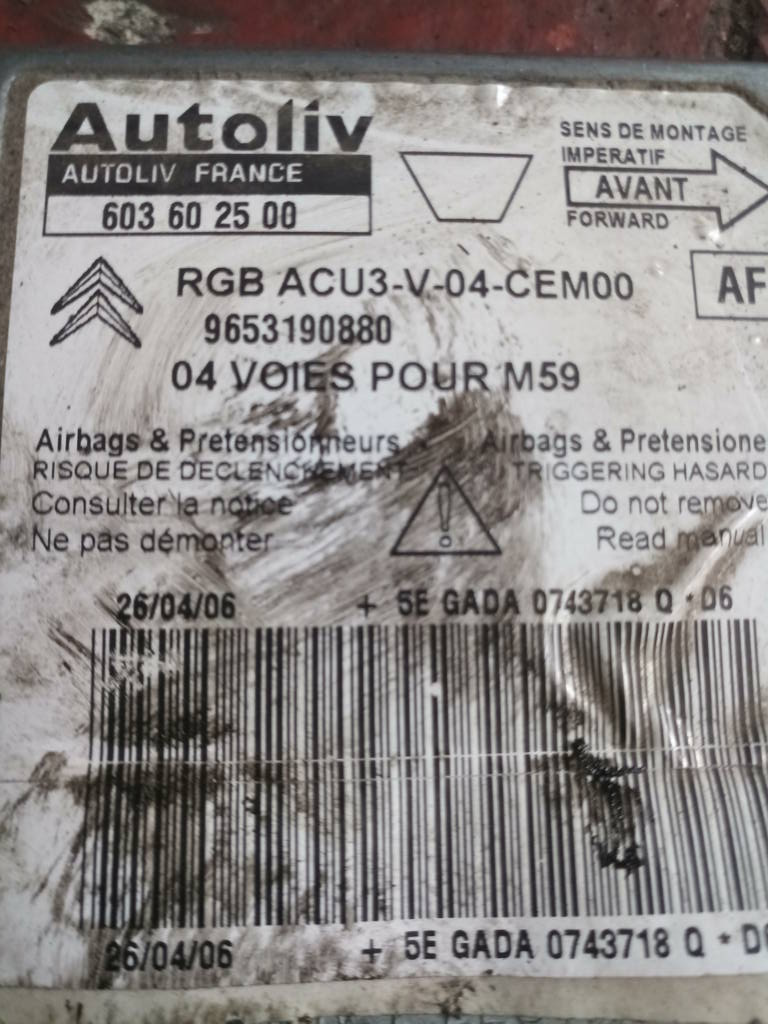 Autoliv
AUTOLIV FRANCE
603 60 25 00
SENS DE MONTAGE
IMPERATIF
AVANT
FORWARD
RGB ACU3-V-04-CEM00
AF
9653190880
04 VOIES POUR M59
Airbags & Pretensionneurs
RISQUE DE DECLENCHEMENT
Consulter la notice
Ne pas démonter
Airbags & Pretensione
TRIGGERING HASARD
Do not remove
Read manual
26/04/06 + 5E GADA 0743718 Q * D6
26/04/06 + 5E GADA 0743718 Q * D6